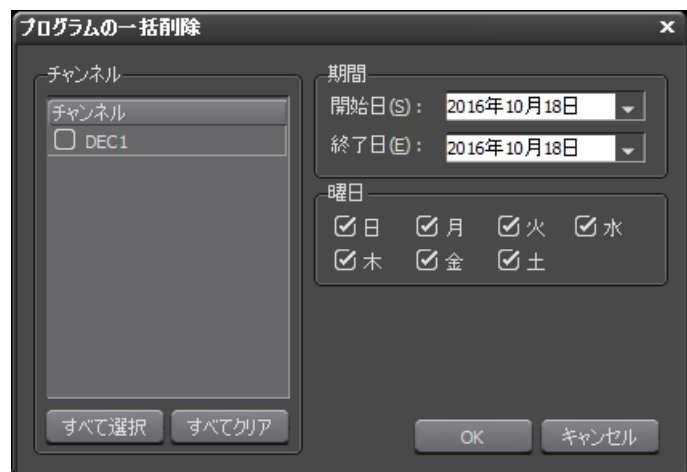 プログラムの一括削除
チャンネル
チャンネル
DEC1
すべて選択 すべてクリア
期間
開始日(S): 2016年10月18日
終了日(E): 2016年10月18日
曜日
日 月 火 水
木 金 土
OK キャンセル